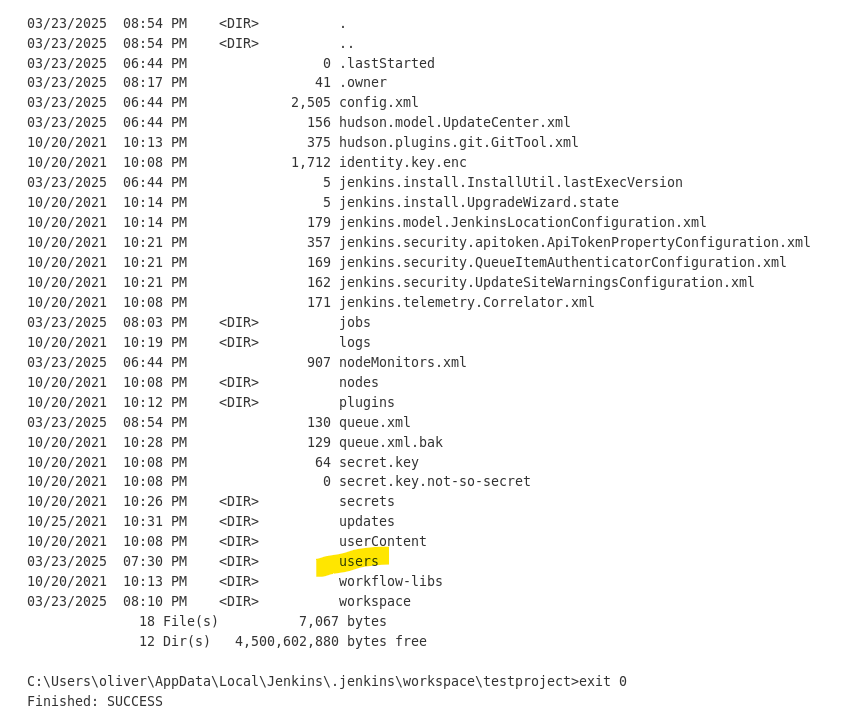 03/23/2025  08:54 PM    <DIR>          .
03/23/2025  08:54 PM    <DIR>          ..
03/23/2025  06:44 PM                 0 .lastStarted
03/23/2025  08:17 PM                41 .owner
03/23/2025  06:44 PM             2,505 config.xml
03/23/2025  06:44 PM               156 hudson.model.UpdateCenter.xml
10/20/2021  10:13 PM               375 hudson.plugins.git.GitTool.xml
10/20/2021  10:08 PM             1,712 identity.key.enc
03/23/2025  06:44 PM                 5 jenkins.install.InstallUtil.lastExecVersion
10/20/2021  10:14 PM                 5 jenkins.install.UpgradeWizard.state
10/20/2021  10:14 PM               179 jenkins.model.JenkinsLocationConfiguration.xml
10/20/2021  10:21 PM               357 jenkins.security.apitoken.ApiTokenPropertyConfiguration.xml
10/20/2021  10:21 PM               169 jenkins.security.QueueItemAuthenticatorConfiguration.xml
10/20/2021  10:21 PM               162 jenkins.security.UpdateSiteWarningsConfiguration.xml
10/20/2021  10:08 PM               171 jenkins.telemetry.Correlator.xml
03/23/2025  08:03 PM    <DIR>          jobs
10/20/2021  10:19 PM    <DIR>          logs
03/23/2025  06:44 PM               907 nodeMonitors.xml
10/20/2021  10:08 PM    <DIR>          nodes
10/20/2021  10:12 PM    <DIR>          plugins
03/23/2025  08:54 PM               130 queue.xml
10/20/2021  10:28 PM               129 queue.xml.bak
10/20/2021  10:08 PM                64 secret.key
10/20/2021  10:08 PM                 0 secret.key.not-so-secret
10/20/2021  10:26 PM    <DIR>          secrets
10/25/2021  10:31 PM    <DIR>          updates
10/20/2021  10:08 PM    <DIR>          userContent
03/23/2025  07:30 PM    <DIR>          users
10/20/2021  10:13 PM    <DIR>          workflow-libs
03/23/2025  08:10 PM    <DIR>          workspace
              18 File(s)          7,067 bytes
              12 Dir(s)   4,500,602,880 bytes free

C:\Users\oliver\AppData\Local\Jenkins\.jenkins\workspace\testproject>exit 0
Finished: SUCCESS